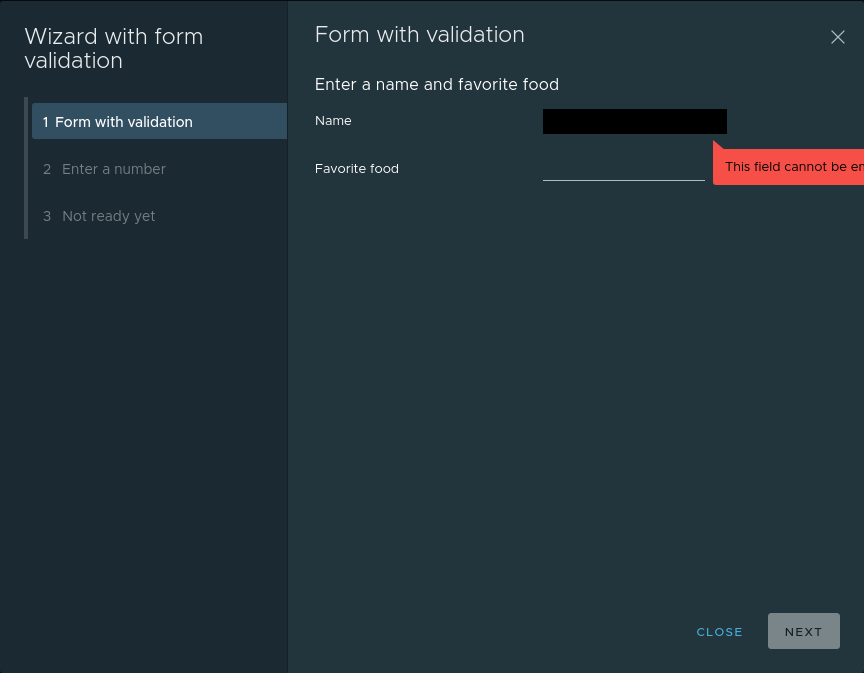 Wizard with form
validation
1 Form with validation
2 Enter a number
3 Not ready yet
Form with validation
Enter a name and favorite food
Name
Favorite food
This field cannot be
CLOSE
NEXT